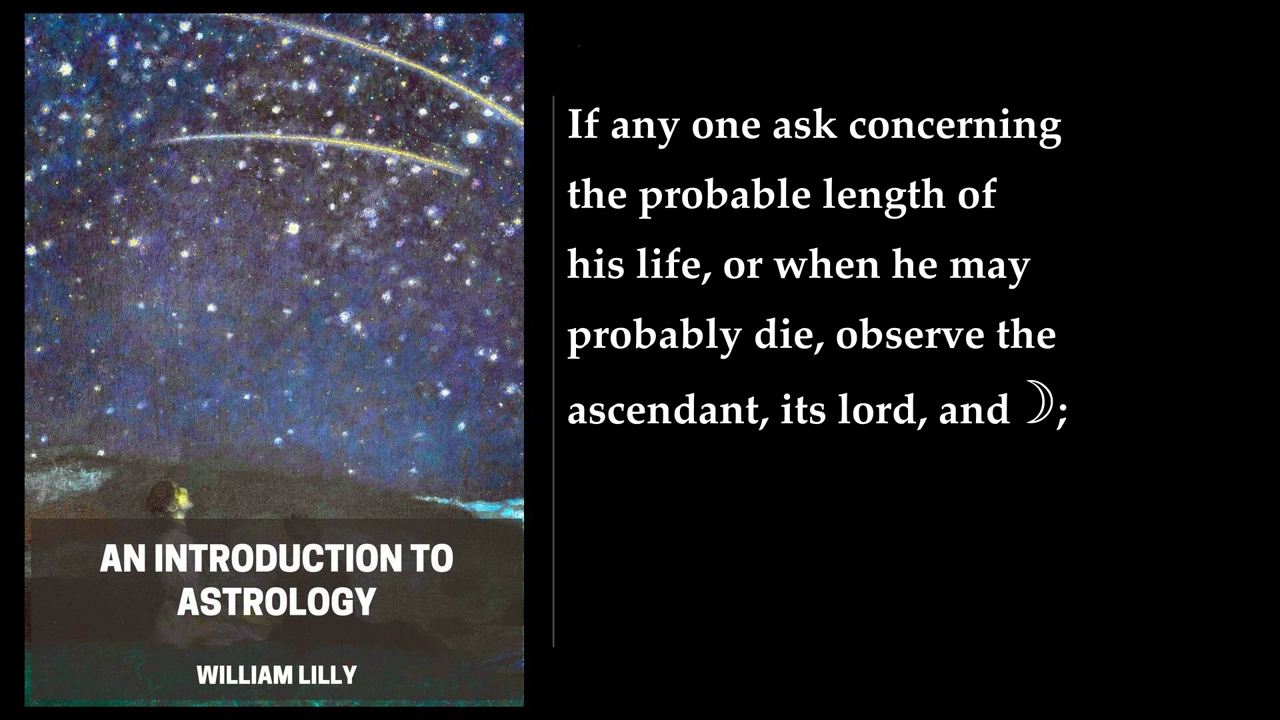 AN INTRODUCTION TO
ASTROLOGY
WILLIAM LILLY
If any one ask concerning
the probable length of
his life, or when he may
probably die, observe the
ascendant, its lord, and ☽;